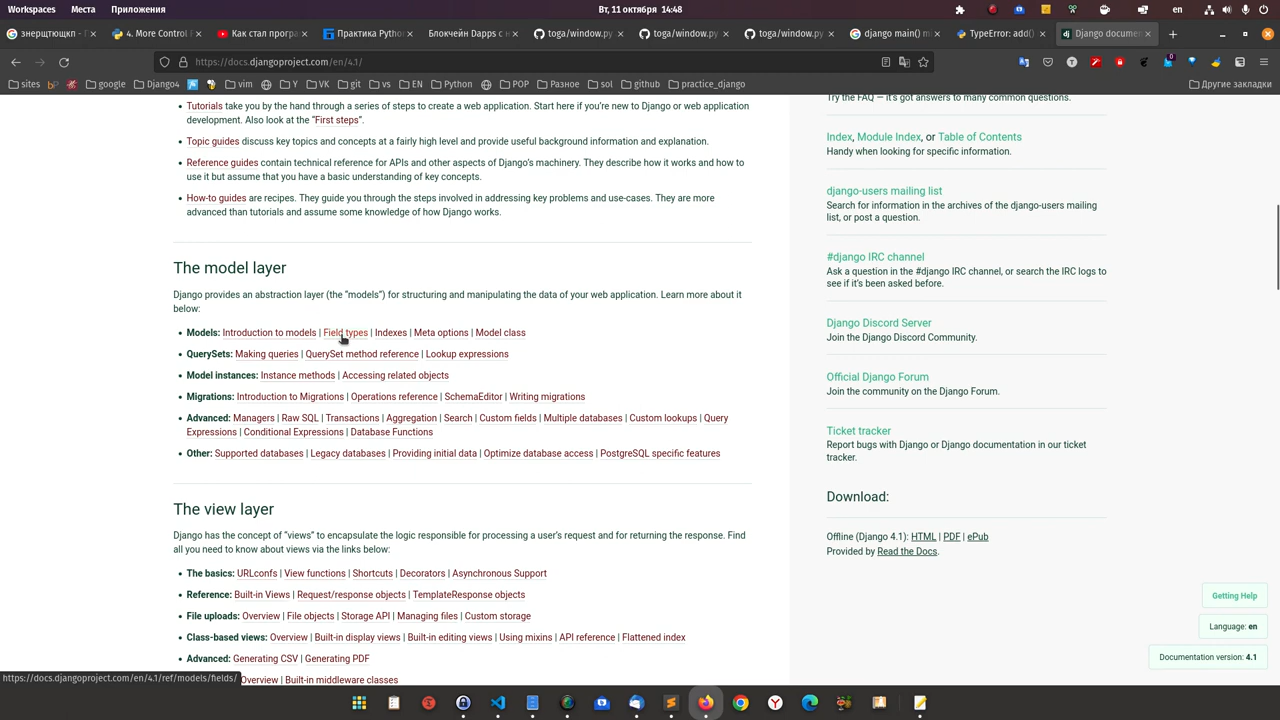 Workspaces Места Приложения Вт, 11 октября 14:48 en
знерщтощкп - 4. More Control F Как стал програ Практика Python Блокчейн Dapps с н toga/window.py toga/window.py toga/window.py django main() m TypeError: add() Django docume
https://docs.djangoproject.com/en/4.1/
sites google Django4 vim Y VK git vs EN Python POP Разное sol github practice_django Другие закладки
Tutorials take you by the hand through a series of steps to create a web application. Start here if you’re new to Django or web application
development. Also look at the “First steps”.
Topic guides discuss key topics and concepts at a fairly high level and provide useful background information and explanation.
Reference guides contain technical reference for APIs and other aspects of Django’s machinery. They describe how it works and how to
use it but assume that you have a basic understanding of key concepts.
How-to guides are recipes. They guide you through the steps involved in addressing key problems and use-cases. They are more
advanced than tutorials and assume some knowledge of how Django works.
The model layer
Django provides an abstraction layer (the “models”) for structuring and manipulating the data of your web application. Learn more about it
below:
Models: Introduction to models | Field types | Indexes | Meta options | Model class
QuerySets: Making queries | QuerySet method reference | Lookup expressions
Model instances: Instance methods | Accessing related objects
Migrations: Introduction to Migrations | Operations reference | SchemaEditor | Writing migrations
Advanced: Managers | Raw SQL | Transactions | Aggregation | Search | Custom fields | Multiple databases | Custom lookups | Query
Expressions | Conditional Expressions | Database Functions
Other: Supported databases | Legacy databases | Providing initial data | Optimize database access | PostgreSQL specific features
The view layer
Django has the concept of “views” to encapsulate the logic responsible for processing a user’s request and for returning the response. Find
all you need to know about views via the links below:
The basics: URLconfs | View functions | Shortcuts | Decorators | Asynchronous Support
Reference: Built-in Views | Request/response objects | TemplateResponse objects
File uploads: Overview | File objects | Storage API | Managing files | Custom storage
Class-based views: Overview | Built-in display views | Built-in editing views | Using mixins | API reference | Flattened index
Advanced: Generating CSV | Generating PDF
Overview | Built-in middleware classes
https://docs.djangoproject.com/en/4.1/ref/models/fields/
Try the FAQ — it’s got answers to many common questions.
Index, Module Index, or Table of Contents
Handy when looking for specific information.
django-users mailing list
Search for information in the archives of the django-users mailing
list, or post a question.
#django IRC channel
Ask a question in the #django IRC channel, or search the IRC logs to
see if it’s been asked before.
Django Discord Server
Join the Django Discord Community.
Official Django Forum
Join the community on the Django Forum.
Ticket tracker
Report bugs with Django or Django documentation in our ticket
tracker.
Download:
Offline (Django 4.1): HTML | PDF | ePub
Provided by Read the Docs.
Getting Help
Language: en
Documentation version: 4.1